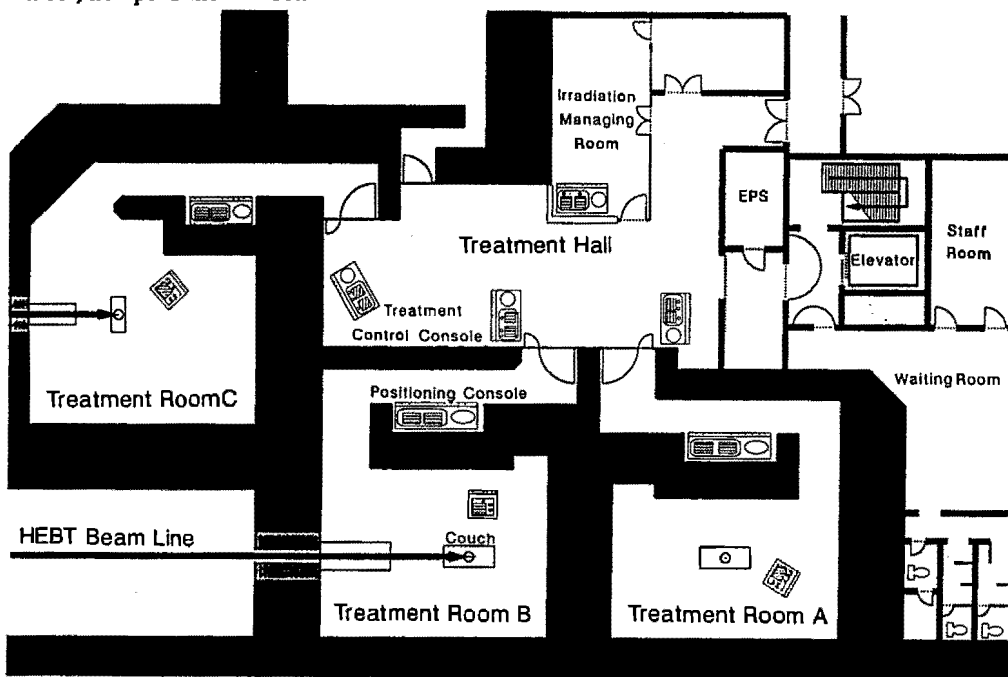 Irradiation
Managing
Room
EPS
Staff
Room
Elevator
Treatment Hall
Treatment
Control Console
Waiting Room
Treatment RoomC
Positioning Console
HEBT Beam Line
Couch
Treatment Room B
Treatment Room A